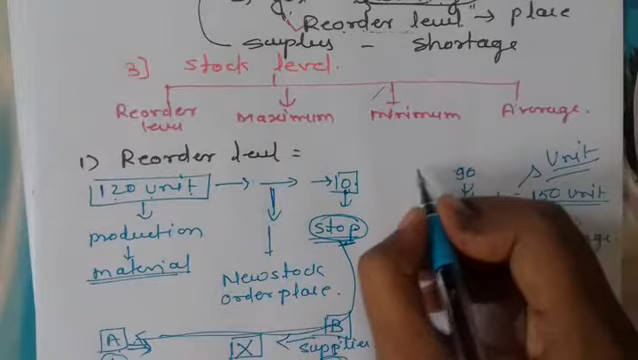 Reorder level → place
surplus - shortage
3] stock level.
Reorder level
maximum
minimum
Average.
1) Reorder level =
120 unit → → → 0
90
Unit
150 unit
production
material
stop
New stock
order place.
A
X
B
supplier